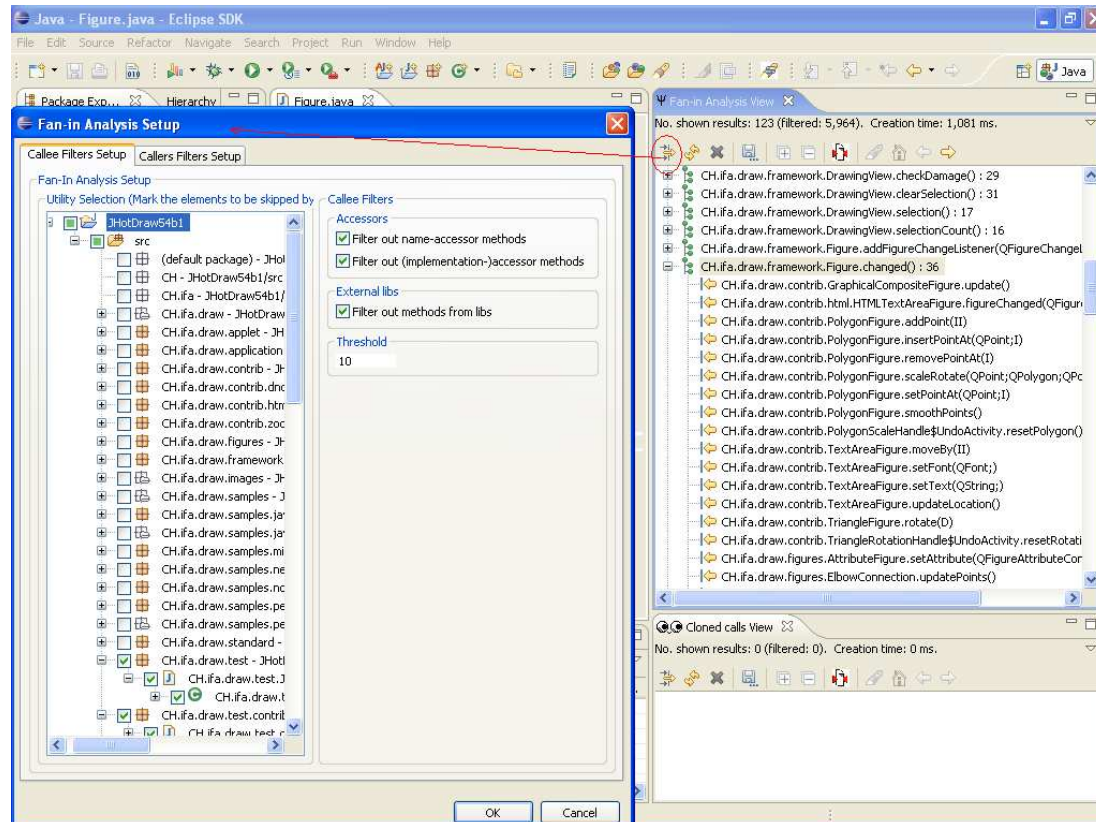 Java - Figure.java - Eclipse SDK
File Edit Source Refactor Navigate Search Project Run Window Help
Java
Package Exp...
Hierarchy
Figure.java
Fan-in Analysis Setup
Callee Filters Setup
Callers Filters Setup
Fan-In Analysis Setup
Utility Selection (Mark the elements to be skipped by
JHotDraw54b1
src
(default package) - JHo
CH - JHotDraw54b1/src
CH.ifa - JHotDraw54b1/
CH.ifa.draw - JHotDraw
CH.ifa.draw.applet - JH
CH.ifa.draw.application
CH.ifa.draw.contrib - JH
CH.ifa.draw.contrib.dnd
CH.ifa.draw.contrib.htm
CH.ifa.draw.contrib.zoo
CH.ifa.draw.figures - JH
CH.ifa.draw.framework
CH.ifa.draw.images - JH
CH.ifa.draw.samples - J
CH.ifa.draw.samples.ja
CH.ifa.draw.samples.ja
CH.ifa.draw.samples.mi
CH.ifa.draw.samples.ne
CH.ifa.draw.samples.no
CH.ifa.draw.samples.pe
CH.ifa.draw.samples.pe
CH.ifa.draw.standard -
CH.ifa.draw.test - JHot
CH.ifa.draw.test.J
CH.ifa.draw.t
CH.ifa.draw.test.contrib
CH.ifa.draw.test.c
Callee Filters
Accessors
Filter out name-accessor methods
Filter out (implementation-)accessor methods
External libs
Filter out methods from libs
Threshold
10
OK
Cancel
Fan-in Analysis View
No. shown results: 123 (filtered: 5,964). Creation time: 1,081 ms.
CH.ifa.draw.framework.DrawingView.checkDamage() : 29
CH.ifa.draw.framework.DrawingView.clearSelection() : 31
CH.ifa.draw.framework.DrawingView.selection() : 17
CH.ifa.draw.framework.DrawingView.selectionCount() : 16
CH.ifa.draw.framework.Figure.addFigureChangeListener(QFigureChangeL
CH.ifa.draw.framework.Figure.changed() : 36
CH.ifa.draw.contrib.GraphicalCompositeFigure.update()
CH.ifa.draw.contrib.html.HTMLTextAreaFigure.figureChanged(QFigur
CH.ifa.draw.contrib.PolygonFigure.addPoint(II)
CH.ifa.draw.contrib.PolygonFigure.insertPointAt(QPoint;I)
CH.ifa.draw.contrib.PolygonFigure.removePointAt(I)
CH.ifa.draw.contrib.PolygonFigure.scaleRotate(QPoint;QPolygon;QPo
CH.ifa.draw.contrib.PolygonFigure.setPointAt(QPoint;I)
CH.ifa.draw.contrib.PolygonFigure.smoothPoints()
CH.ifa.draw.contrib.PolygonScaleHandle$UndoActivity.resetPolygon()
CH.ifa.draw.contrib.TextAreaFigure.moveBy(II)
CH.ifa.draw.contrib.TextAreaFigure.setFont(QFont;)
CH.ifa.draw.contrib.TextAreaFigure.setText(QString;)
CH.ifa.draw.contrib.TextAreaFigure.updateLocation()
CH.ifa.draw.contrib.TriangleFigure.rotate(D)
CH.ifa.draw.contrib.TriangleRotationHandle$UndoActivity.resetRotati
CH.ifa.draw.figures.AttributeFigure.setAttribute(QFigureAttributeCon
CH.ifa.draw.figures.ElbowConnection.updatePoints()
Cloned calls View
No. shown results: 0 (filtered: 0). Creation time: 0 ms.